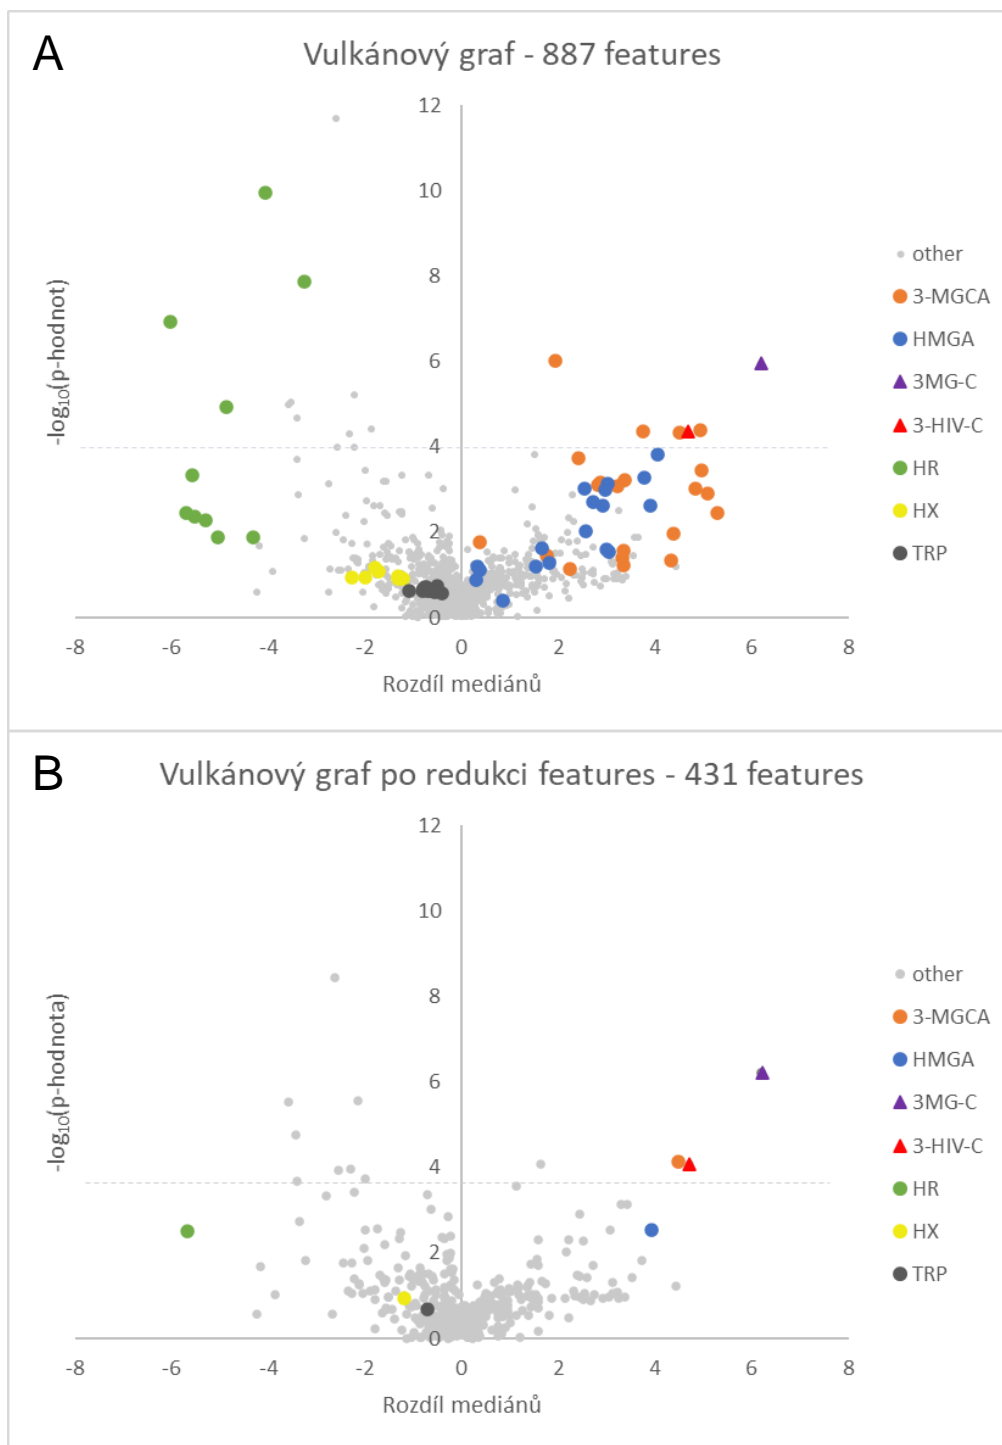 A
Vulkánový graf - 887 features
12
10
8
6
4
2
0
-8 -6 -4 -2 0 2 4 6 8
-log₁₀(p-hodnot)
Rozdíl mediánů
other
3-MGCA
HMGA
3MG-C
3-HIV-C
HR
HX
TRP
B
Vulkánový graf po redukci features - 431 features
12
10
8
6
4
2
0
-8 -6 -4 -2 0 2 4 6 8
-log₁₀(p-hodnota)
Rozdíl mediánů
other
3-MGCA
HMGA
3MG-C
3-HIV-C
HR
HX
TRP